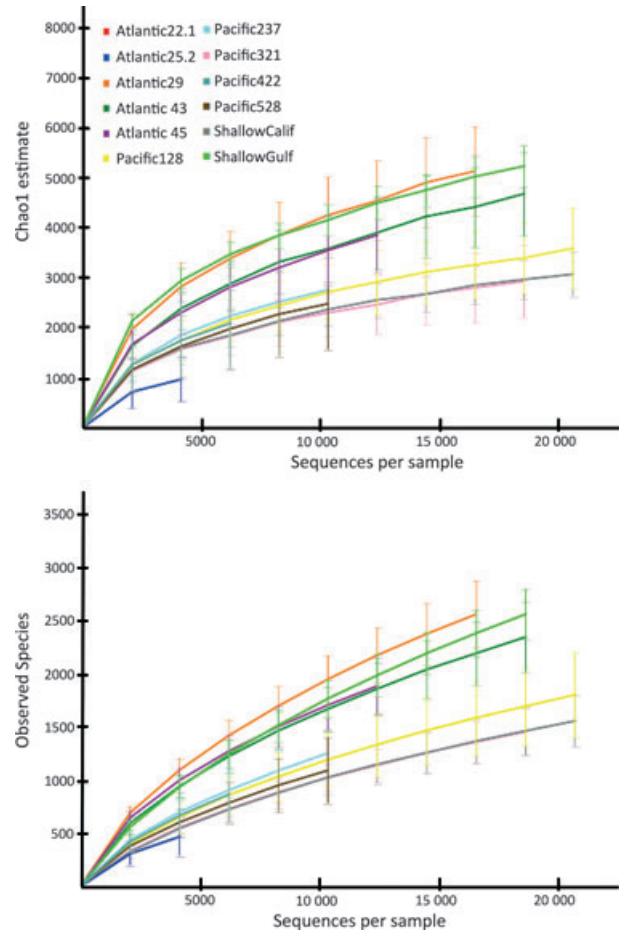 8000
7000
6000
5000
4000
3000
2000
1000
Chao1 estimate
Atlantic22.1
Atlantic25.2
Atlantic29
Atlantic 43
Atlantic 45
Pacific128
Pacific237
Pacific321
Pacific422
Pacific528
ShallowCalif
ShallowGulf
5000 10 000 15 000 20 000
Sequences per sample
3500
3000
2500
2000
1500
1000
500
Observed Species
5000 10 000 15 000 20 000
Sequences per sample